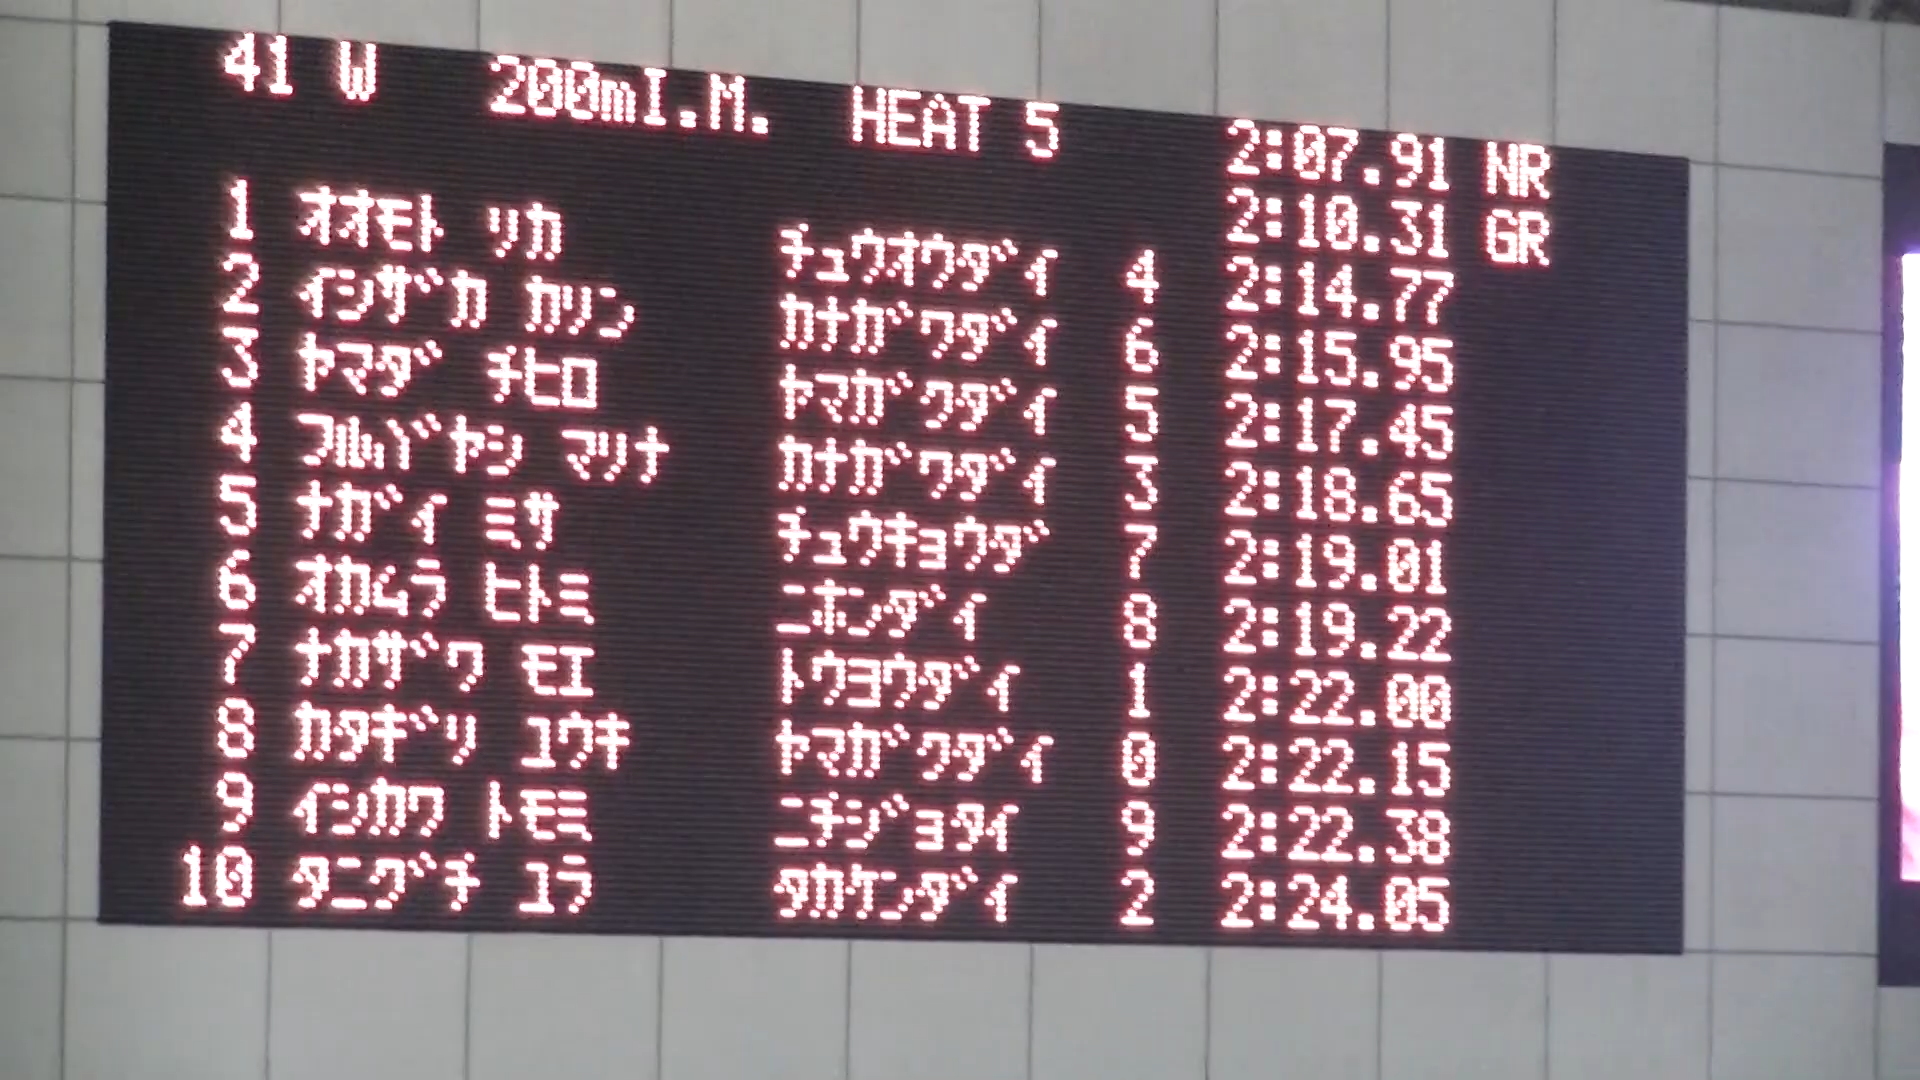 41 W 200mI.M. HEAT 5 2:07.91 NR
2:10.31 GR
1 オオモト リカ チュウオウダイ 4 2:14.77
2 イシザカ カリン カナガワダイ 6 2:15.95
3 ヤマダ チヒロ ヤマガクダイ 5 2:17.45
4 フルバヤシ マリナ カナガワダイ 3 2:18.65
5 ナガイ ミサ チュウキョウダ 7 2:19.01
6 オカムラ ヒトミ ニホンダイ 8 2:19.22
7 ナカザワ モエ トウヨウダイ 1 2:22.00
8 カタギリ ユウキ ヤマガクダイ 0 2:22.15
9 イシカワ トモミ ニチジョタイ 9 2:22.38
10 タニグチ ユラ タカケンダイ 2 2:24.05